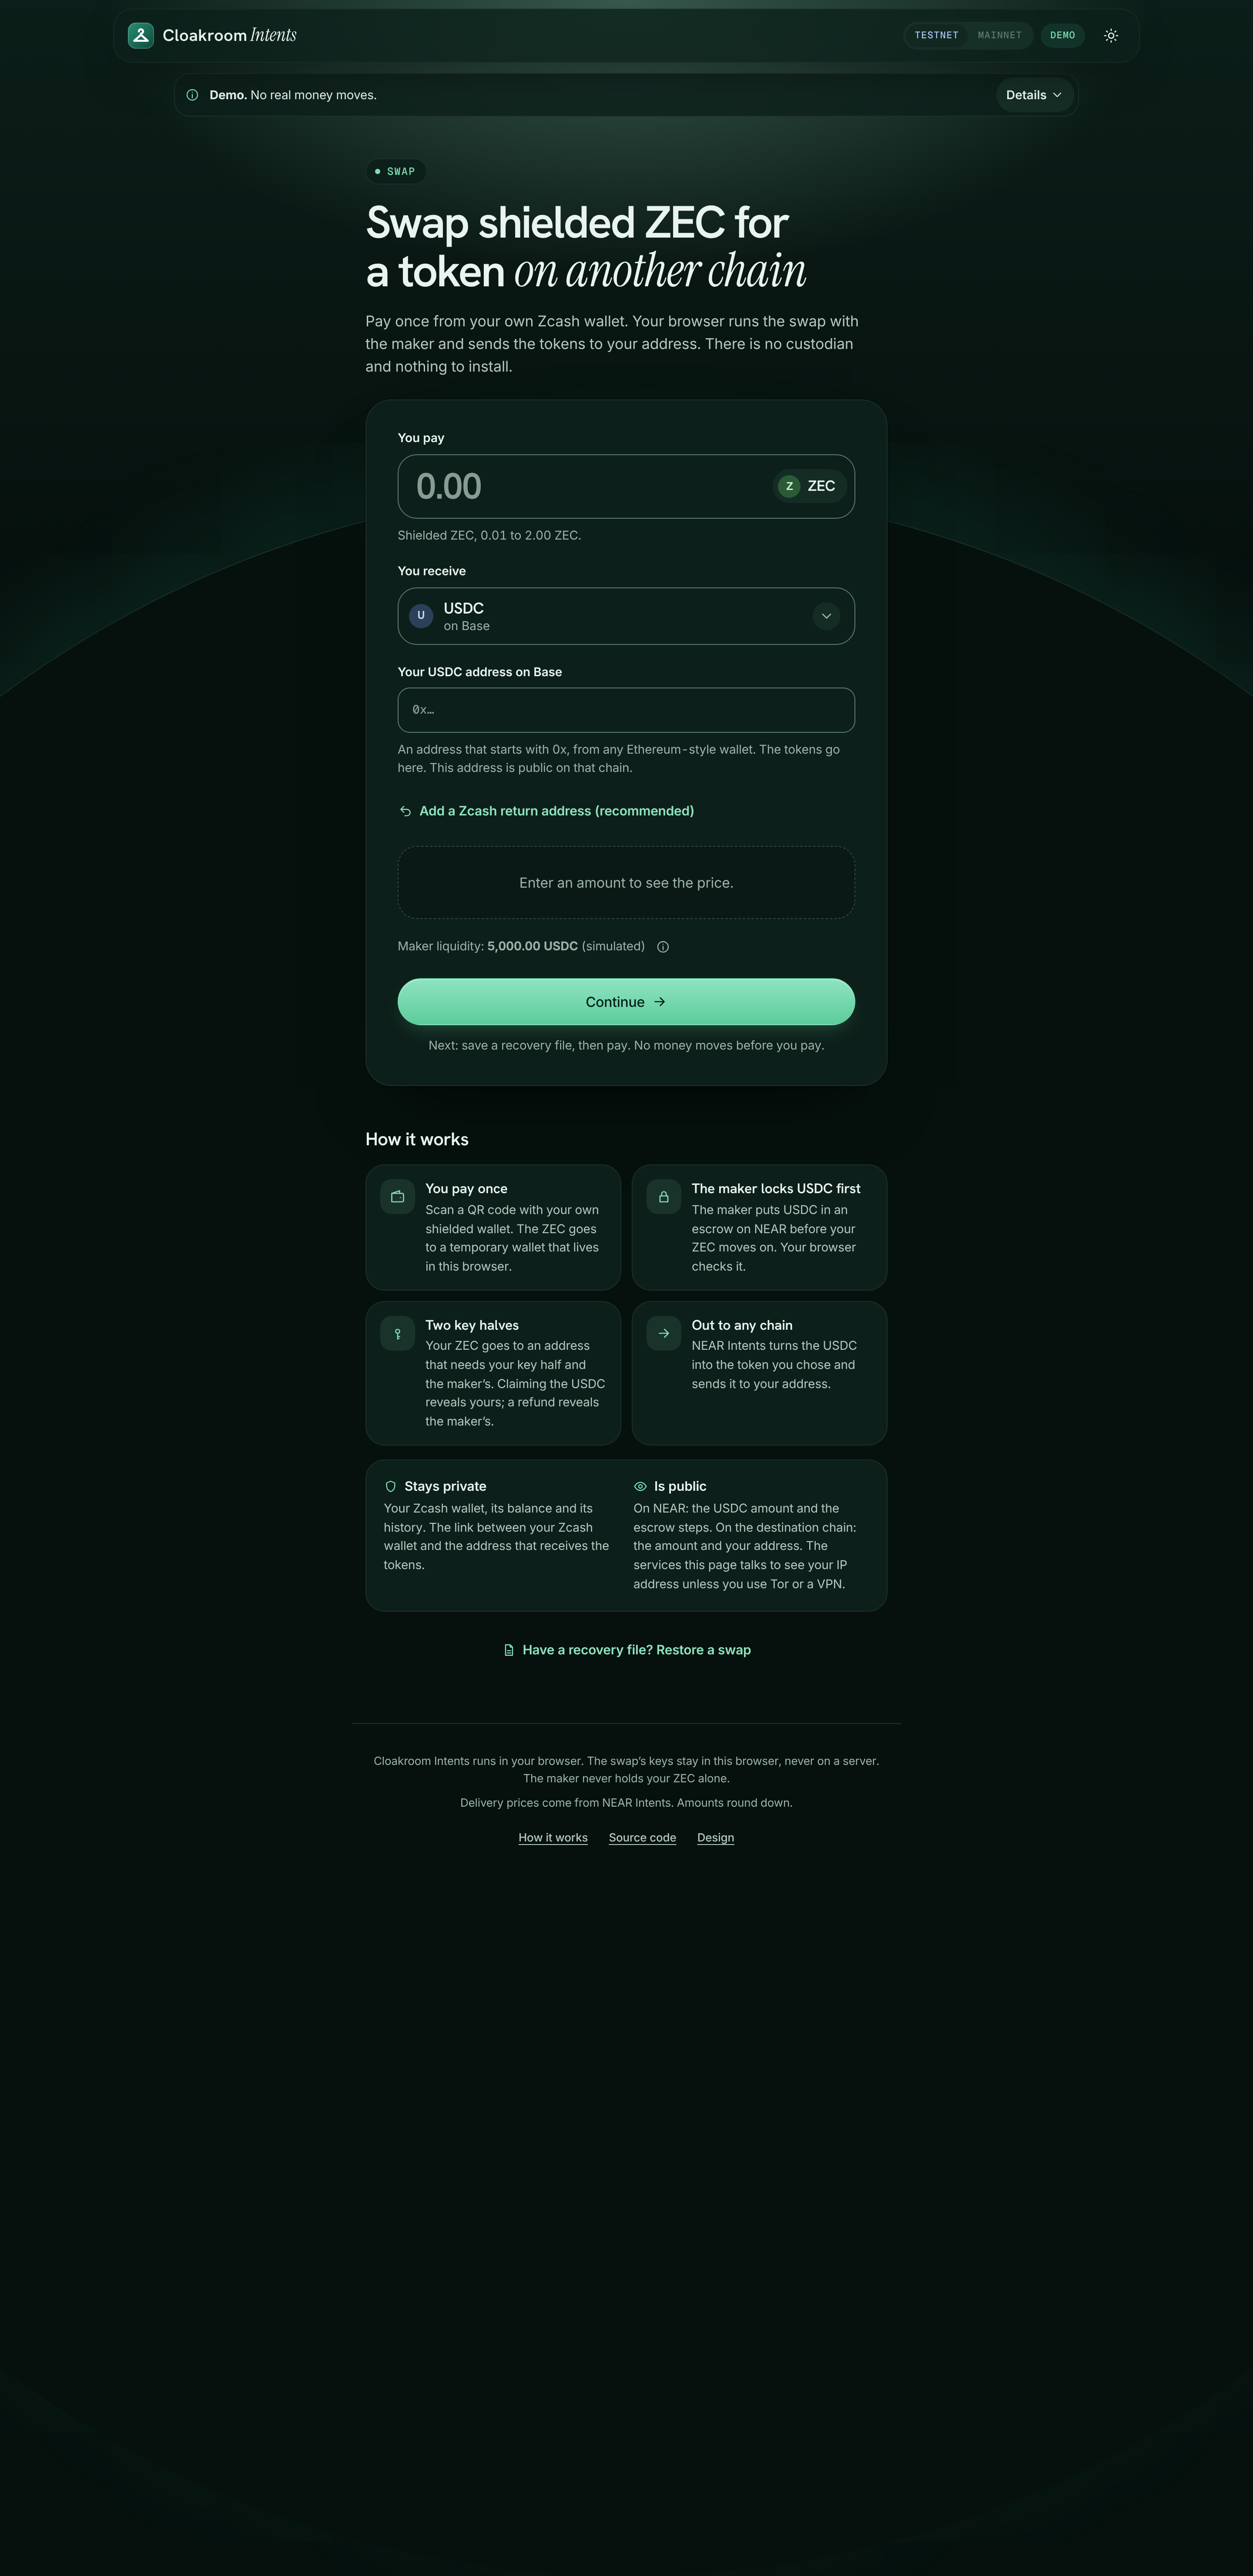 Cloakroom Intents
TESTNET MAINNET DEMO
Demo. No real money moves.
Details
SWAP
Swap shielded ZEC for
a token on another chain
Pay once from your own Zcash wallet. Your browser runs the swap with
the maker and sends the tokens to your address. There is no custodian
and nothing to install.
You pay
0.00
Z ZEC
Shielded ZEC, 0.01 to 2.00 ZEC.
You receive
U
USDC
on Base
Your USDC address on Base
0x…
An address that starts with 0x, from any Ethereum-style wallet. The tokens go
here. This address is public on that chain.
Add a Zcash return address (recommended)
Enter an amount to see the price.
Maker liquidity: 5,000.00 USDC (simulated)
Continue →
Next: save a recovery file, then pay. No money moves before you pay.
How it works
You pay once
Scan a QR code with your own
shielded wallet. The ZEC goes
to a temporary wallet that lives
in this browser.
The maker locks USDC first
The maker puts USDC in an
escrow on NEAR before your
ZEC moves on. Your browser
checks it.
Two key halves
Your ZEC goes to an address
that needs your key half and
the maker’s. Claiming the USDC
reveals yours; a refund reveals
the maker’s.
Out to any chain
NEAR Intents turns the USDC
into the token you chose and
sends it to your address.
Stays private
Your Zcash wallet, its balance and its
history. The link between your Zcash
wallet and the address that receives the
tokens.
Is public
On NEAR: the USDC amount and the
escrow steps. On the destination chain:
the amount and your address. The
services this page talks to see your IP
address unless you use Tor or a VPN.
Have a recovery file? Restore a swap
Cloakroom Intents runs in your browser. The swap’s keys stay in this browser, never on a server.
The maker never holds your ZEC alone.
Delivery prices come from NEAR Intents. Amounts round down.
How it works Source code Design